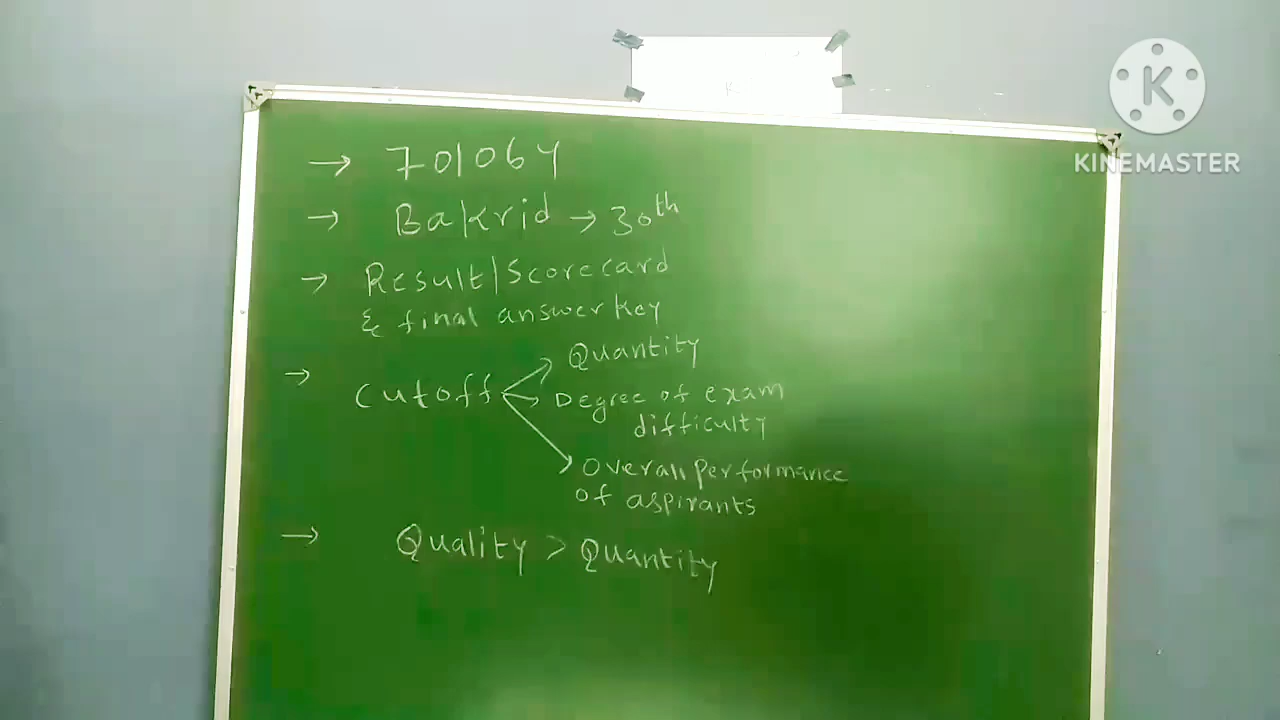 → 701064
→ Bakrid → 30th
→ Result/Scorecard
& final answer key
→ Cutoff
Quantity
Degree of exam
difficulty
Overall performance
of aspirants
→ Quality > Quantity
K
KINEMASTER